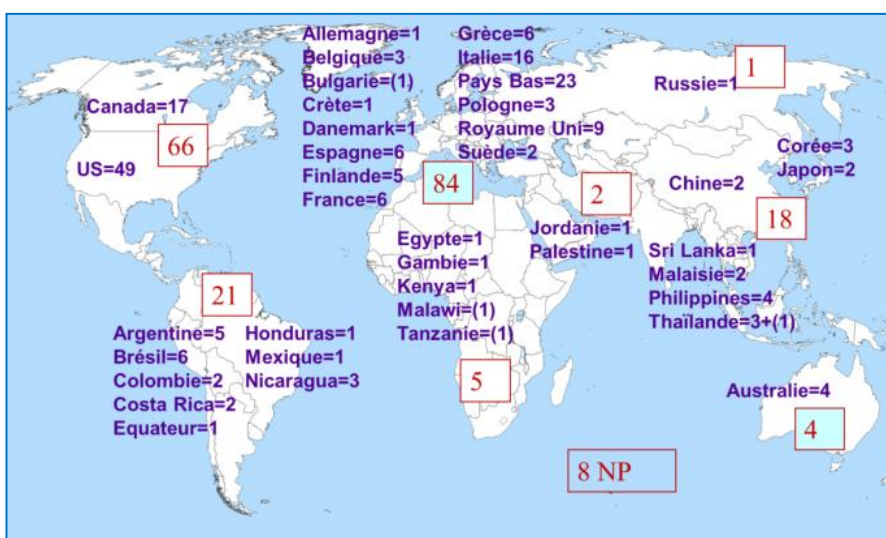 Canada=17
66
US=49
Allemagne=1
Belgique=3
Bulgarie=(1)
Crète=1
Danemark=1
Espagne=6
Finlande=5
France=6
Grèce=6
Italie=16
Pays Bas=23
Pologne=3
Royaume Uni=9
Suède=2
84
Russie=1
1
Corée=3
Japon=2
Chine=2
2
18
Jordanie=1
Palestine=1
Sri Lanka=1
Malaisie=2
Philippines=4
Thaïlande=3+(1)
Egypte=1
Gambie=1
Kenya=1
Malawi=(1)
Tanzanie=(1)
5
21
Argentine=5
Brésil=6
Colombie=2
Costa Rica=2
Equateur=1
Honduras=1
Mexique=1
Nicaragua=3
Australie=4
4
8 NP